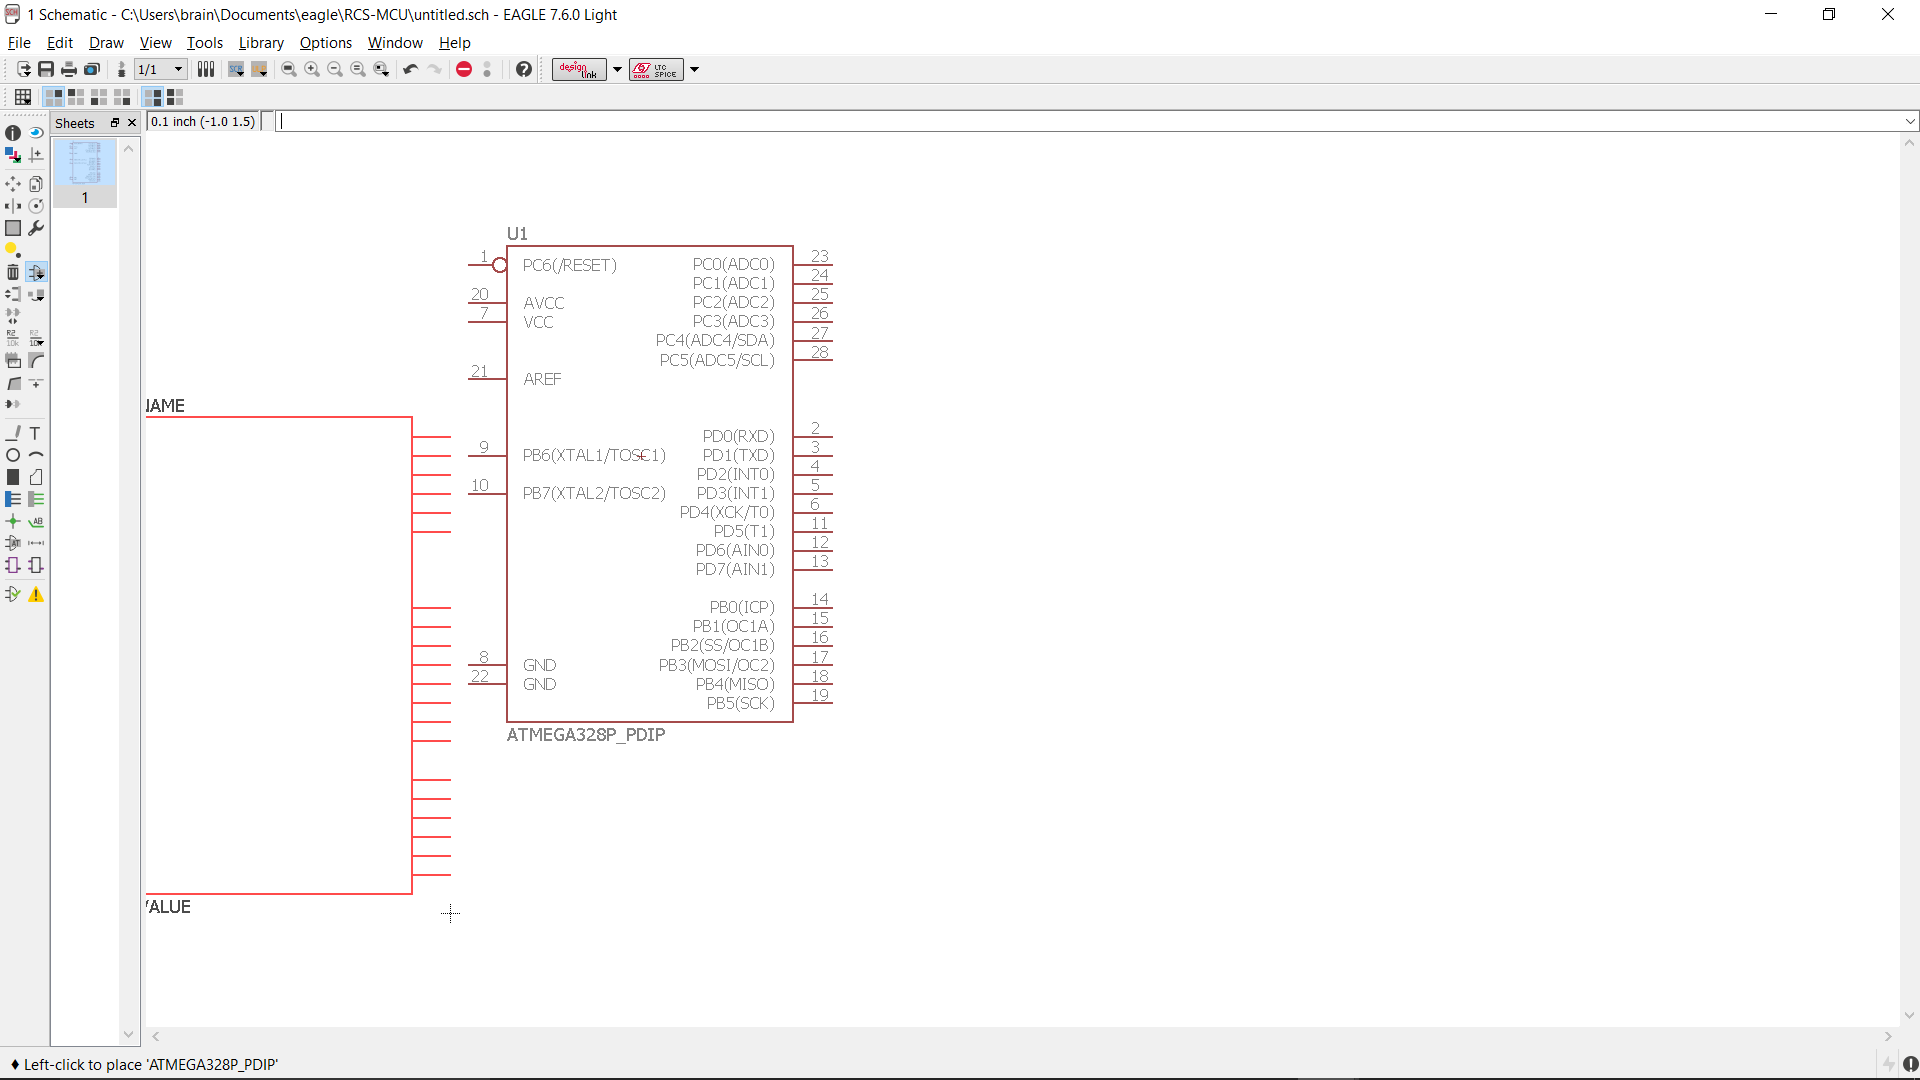 1 Schematic - C:\Users\brain\Documents\eagle\RCS-MCU\untitled.sch - EAGLE 7.6.0 Light
File Edit Draw View Tools Library Options Window Help
1/1
design link
LTC SPICE
Sheets
0.1 inch (-1.0 1.5)
1
U1
1 PC6(/RESET) PC0(ADC0) 23
PC1(ADC1) 24
20 AVCC PC2(ADC2) 25
7 VCC PC3(ADC3) 26
PC4(ADC4/SDA) 27
PC5(ADC5/SCL) 28
21 AREF
NAME
PD0(RXD) 2
9 PB6(XTAL1/TOSC1) PD1(TXD) 3
PD2(INT0) 4
10 PB7(XTAL2/TOSC2) PD3(INT1) 5
PD4(XCK/T0) 6
PD5(T1) 11
PD6(AIN0) 12
PD7(AIN1) 13
PB0(ICP) 14
PB1(OC1A) 15
PB2(SS/OC1B) 16
8 GND PB3(MOSI/OC2) 17
22 GND PB4(MISO) 18
PB5(SCK) 19
ATMEGA328P_PDIP
VALUE
Left-click to place 'ATMEGA328P_PDIP'